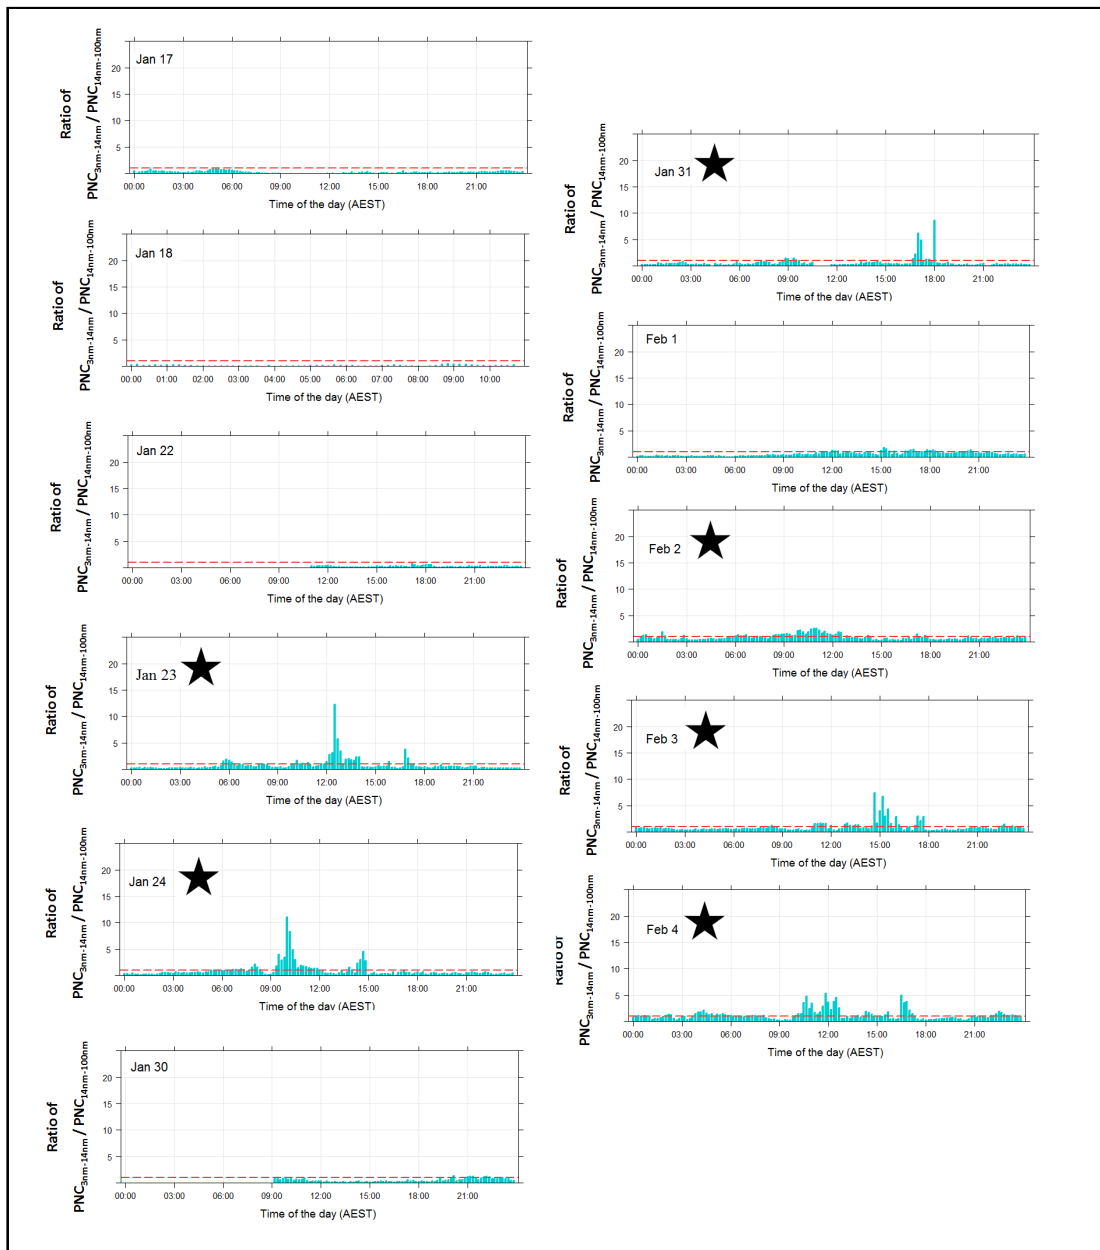 Jan 17
Ratio of
PNC3nm-14nm / PNC14nm-100nm
20
15
10
5
00:00 03:00 06:00 09:00 12:00 15:00 18:00 21:00
Time of the day (AEST)
Jan 18
Ratio of
PNC3nm-14nm / PNC14nm-100nm
20
15
10
5
00:00 01:00 02:00 03:00 04:00 05:00 06:00 07:00 08:00 09:00 10:00
Time of the day (AEST)
Jan 22
Ratio of
PNC3nm-14nm / PNC14nm-100nm
20
15
10
5
00:00 03:00 06:00 09:00 12:00 15:00 18:00 21:00
Time of the day (AEST)
Jan 23
Ratio of
PNC3nm-14nm / PNC14nm-100nm
20
15
10
5
00:00 03:00 06:00 09:00 12:00 15:00 18:00 21:00
Time of the day (AEST)
Jan 24
Ratio of
PNC3nm-14nm / PNC14nm-100nm
20
15
10
5
00:00 03:00 06:00 09:00 12:00 15:00 18:00 21:00
Time of the day (AEST)
Jan 30
Ratio of
PNC3nm-14nm / PNC14nm-100nm
20
15
10
5
00:00 03:00 06:00 09:00 12:00 15:00 18:00 21:00
Time of the day (AEST)
Jan 31
Ratio of
PNC3nm-14nm / PNC14nm-100nm
20
15
10
5
00:00 03:00 06:00 09:00 12:00 15:00 18:00 21:00
Time of the day (AEST)
Feb 1
Ratio of
PNC3nm-14nm / PNC14nm-100nm
20
15
10
5
00:00 03:00 06:00 09:00 12:00 15:00 18:00 21:00
Time of the day (AEST)
Feb 2
Ratio of
PNC3nm-14nm / PNC14nm-100nm
20
15
10
5
00:00 03:00 06:00 09:00 12:00 15:00 18:00 21:00
Time of the day (AEST)
Feb 3
Ratio of
PNC3nm-14nm / PNC14nm-100nm
20
15
10
5
00:00 03:00 06:00 09:00 12:00 15:00 18:00 21:00
Time of the day (AEST)
Feb 4
Ratio of
PNC3nm-14nm / PNC14nm-100nm
20
15
10
5
00:00 03:00 06:00 09:00 12:00 15:00 18:00 21:00
Time of the day (AEST)